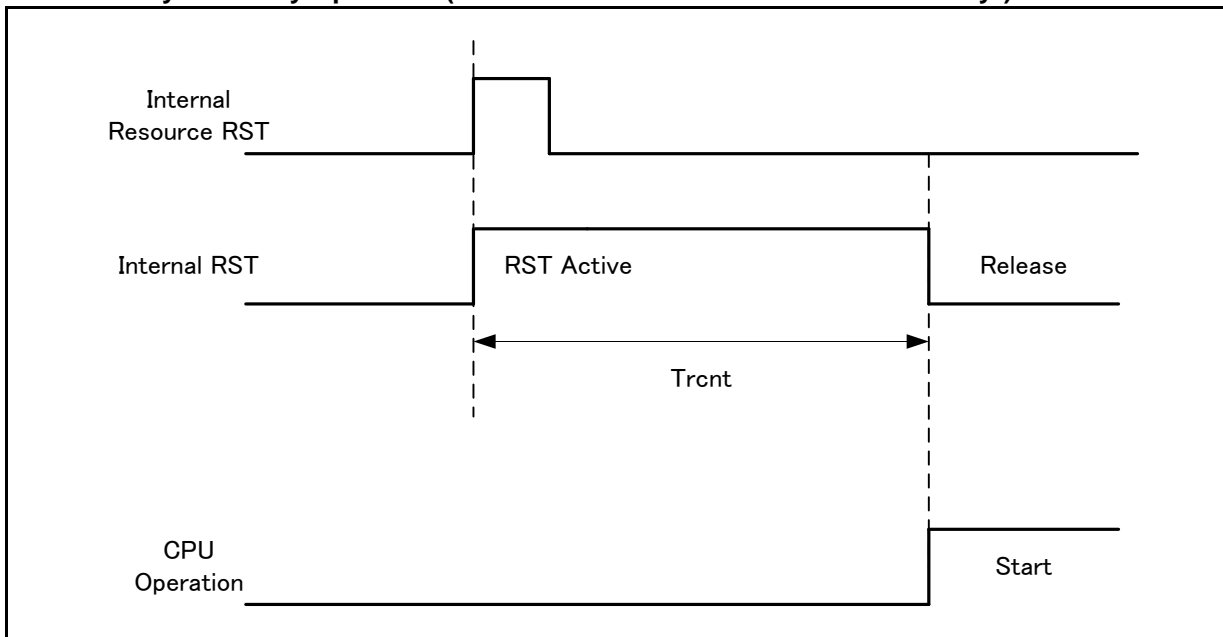 Internal
Resource RST
Internal RST
RST Active
Release
Trcnt
CPU
Operation
Start